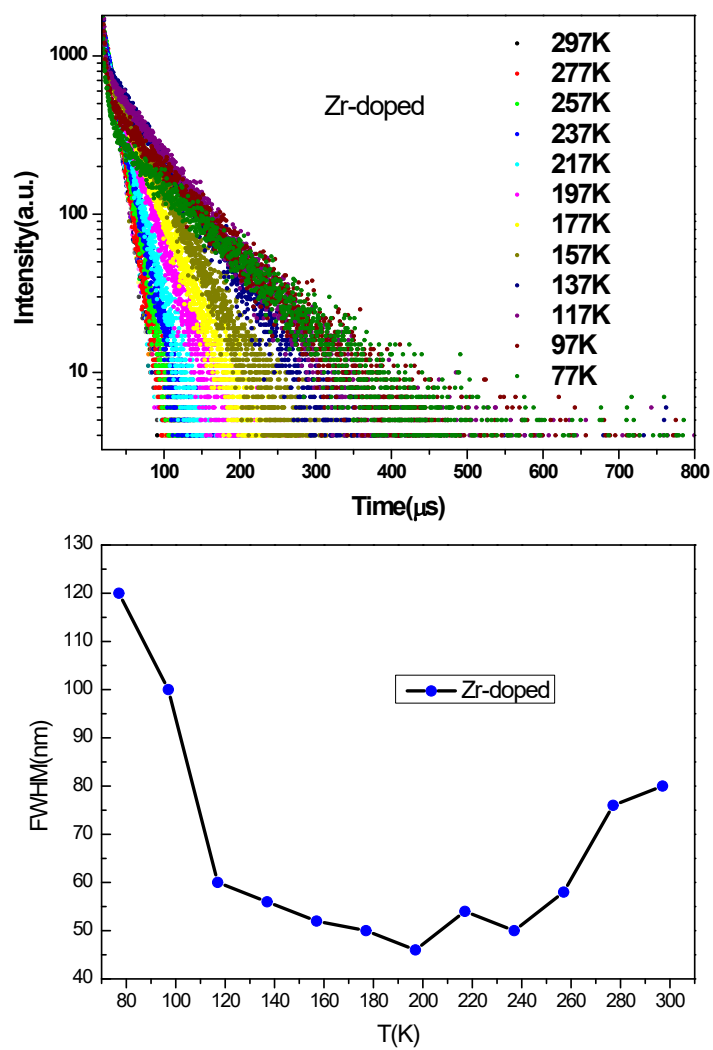 1000
100
10
Intensity(a.u.)
Zr-doped
297K
277K
257K
237K
217K
197K
177K
157K
137K
117K
97K
77K
100 200 300 400 500 600 700 800
Time(μs)
130
120
110
100
90
80
70
60
50
40
FWHM(nm)
Zr-doped
80 100 120 140 160 180 200 220 240 260 280 300
T(K)